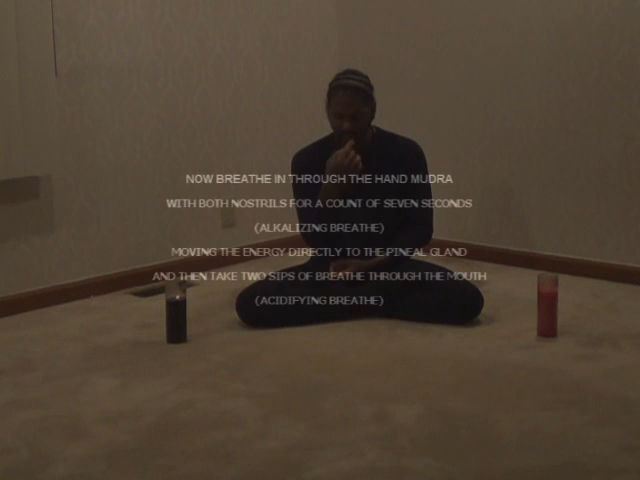 NOW BREATHE IN THROUGH THE HAND MUDRA
WITH BOTH NOSTRILS FOR A COUNT OF SEVEN SECONDS
(ALKALIZING BREATHE)
MOVING THE ENERGY DIRECTLY TO THE PINEAL GLAND
AND THEN TAKE TWO SIPS OF BREATHE THROUGH THE MOUTH
(ACIDIFYING BREATHE)